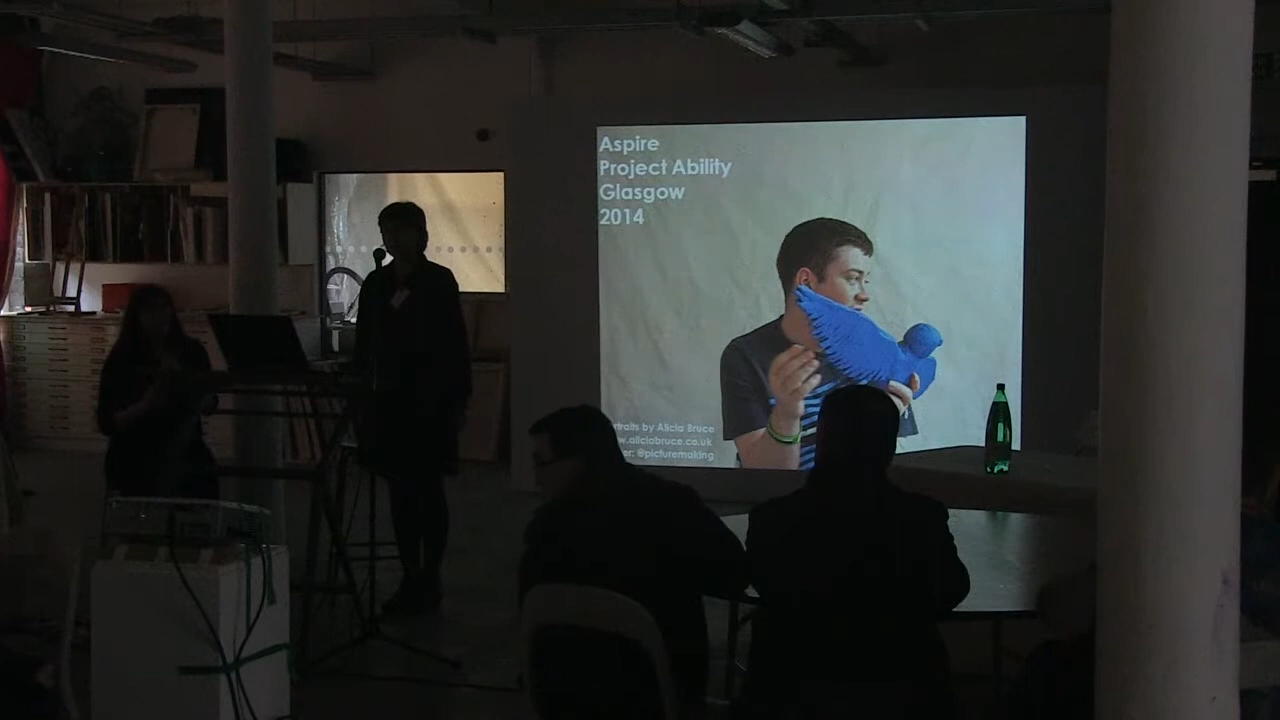 Aspire
Project Ability
Glasgow
2014
traits by Alicia Bruce
w.aliciabruce.co.uk
er: @picturemaking